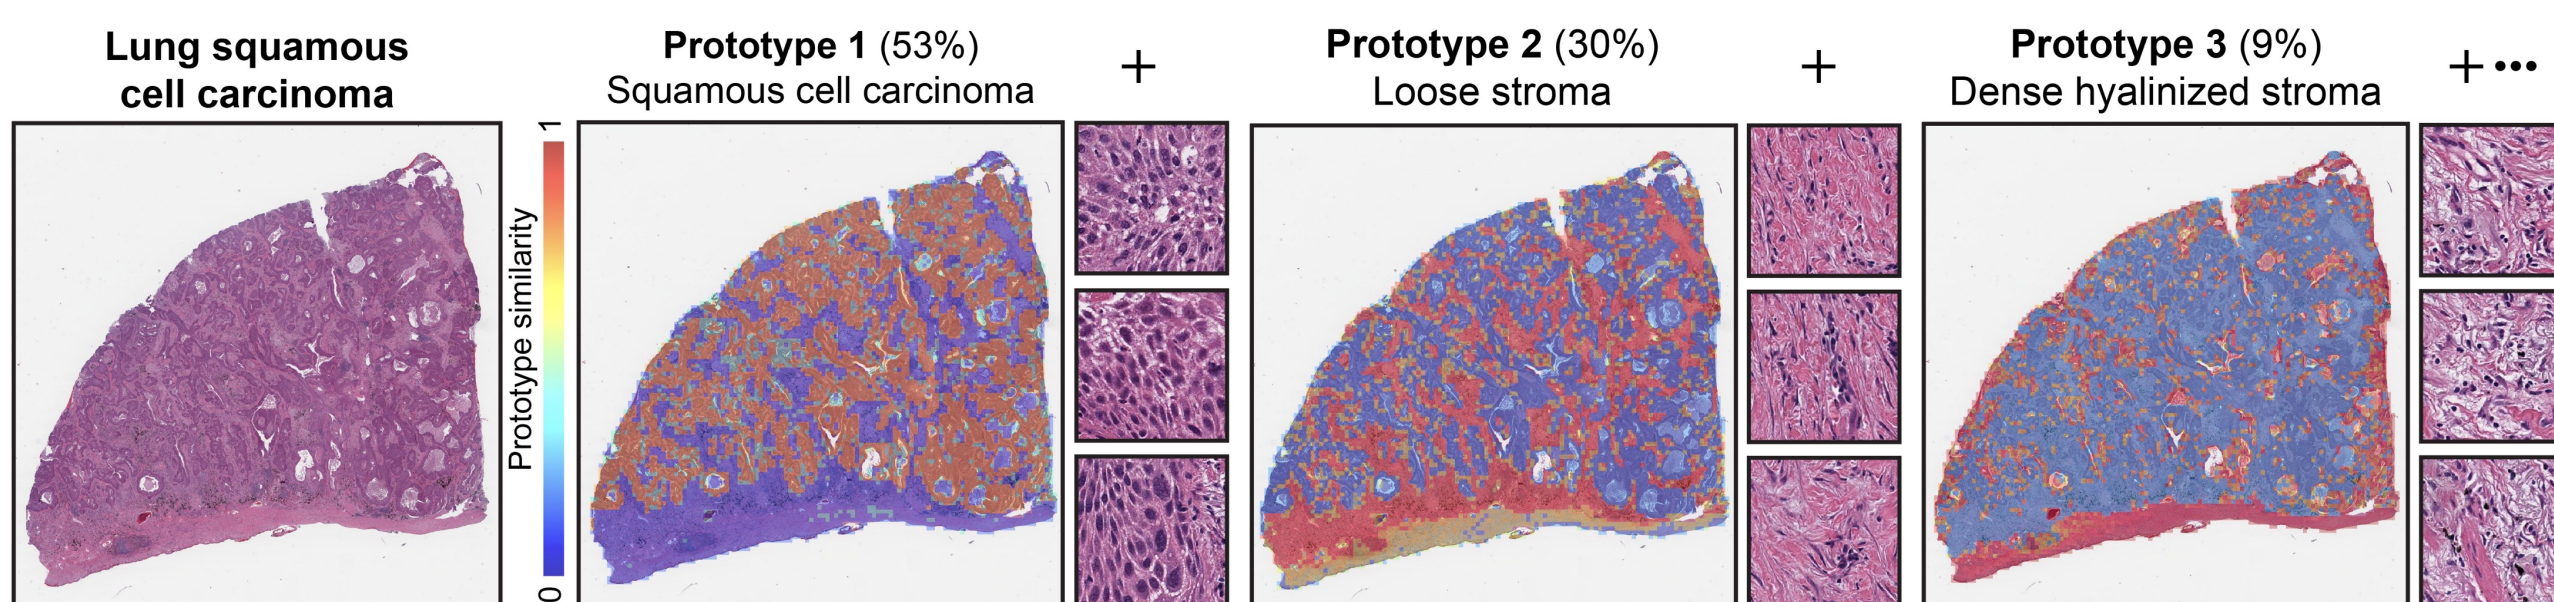 Lung squamous
cell carcinoma
Prototype 1 (53%)
Squamous cell carcinoma
+
Prototype 2 (30%)
Loose stroma
+
Prototype 3 (9%)
Dense hyalinized stroma
+ •••
1
Prototype similarity
0